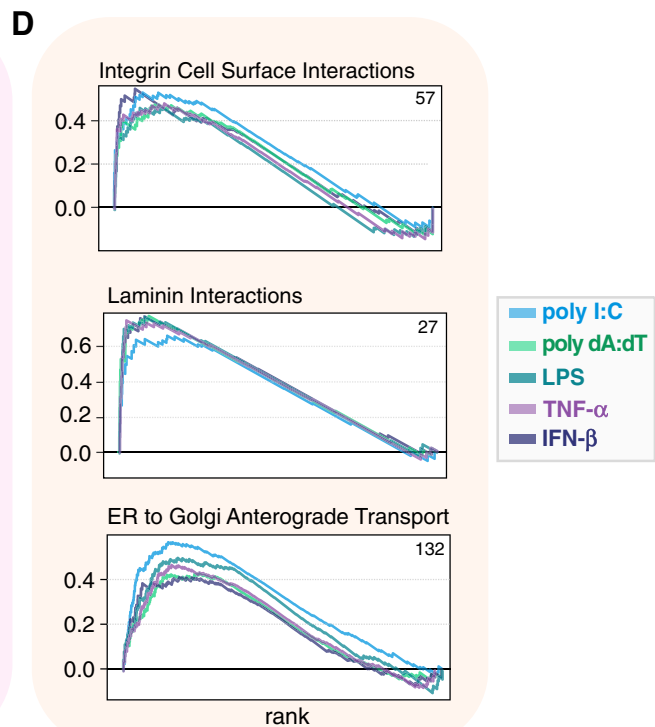 D
Integrin Cell Surface Interactions
57
0.4
0.2
0.0
Laminin Interactions
27
0.6
0.4
0.2
0.0
ER to Golgi Anterograde Transport
132
0.4
0.2
0.0
rank
poly I:C
poly dA:dT
LPS
TNF-α
IFN-β